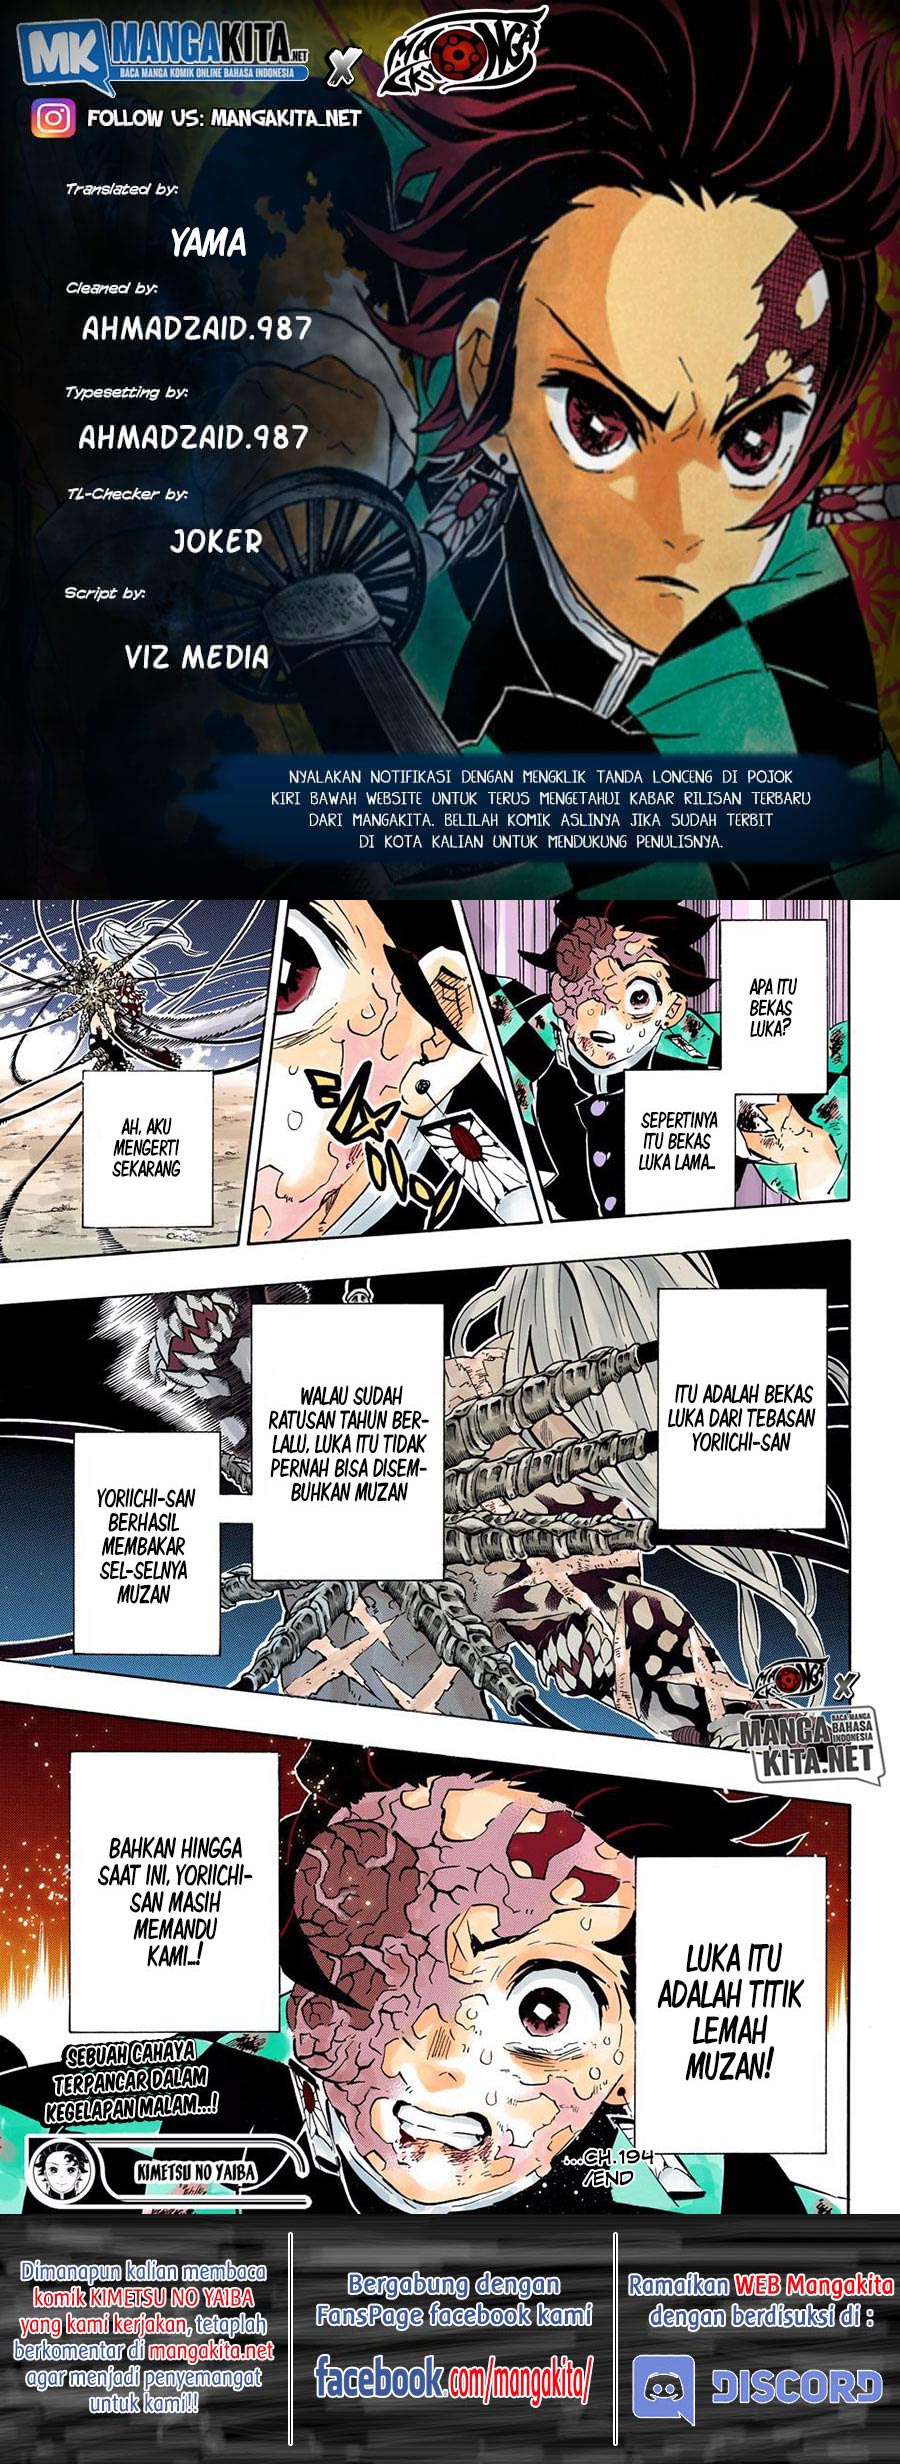 MK MANGAKITA.NET
BACA MANGA KOMIK ONLINE BAHASA INDONESIA
X
MANGA
FOLLOW US: MANGAKITA_NET
Translated by:
YAMA
Cleaned by:
AHMADZAID.987
Typesetting by:
AHMADZAID.987
TL-Checker by:
JOKER
Script by:
VIZ MEDIA
NYALAKAN NOTIFIKASI DENGAN MENGKLIK TANDA LONCENG DI POJOK
KIRI BAWAH WEBSITE UNTUK TERUS MENGETAHUI KABAR RILISAN TERBARU
DARI MANGAKITA. BELILAH KOMIK ASLINYA JIKA SUDAH TERBIT
DI KOTA KALIAN UNTUK MENDUKUNG PENULISNYA.
APA ITU
BEKAS
LUKA?
SEPERTINYA
ITU BEKAS
LUKA LAMA..
AH, AKU
MENGERTI
SEKARANG
ITU ADALAH BEKAS
LUKA DARI TEBASAN
YORIICHI-SAN
WALAU SUDAH
RATUSAN TAHUN BER-
LALU, LUKA ITU TIDAK
PERNAH BISA DISEM-
BUHKAN MUZAN
YORIICHI-SAN
BERHASIL
MEMBAKAR
SEL-SELNYA
MUZAN
X
MANGA
BACA MANGA
BAHASA
INDONESIA
KITA.NET
LUKA ITU
ADALAH TITIK
LEMAH
MUZAN!
BAHKAN HINGGA
SAAT INI, YORIICHI-
SAN MASIH
MEMANDU
KAMI...!
SEBUAH CAHAYA
TERPANCAR DALAM
KEGELAPAN MALAM...!
KIMETSU NO YAIBA
...CH.194
/END
Dimanapun kalian membaca
komik KIMETSU NO YAIBA
yang kami kerjakan, tetaplah
berkomentar di mangakita.net
agar menjadi penyemangat
untuk kami!!
Bergabung dengan
FansPage facebook kami
facebook.com/mangakita/
Ramaikan WEB Mangakita
dengan berdisuksi di :
DISCORD